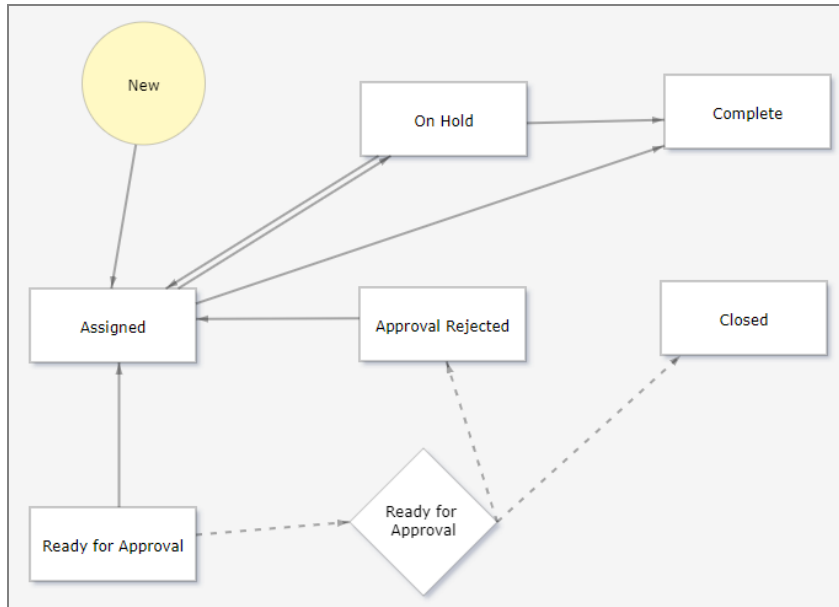 New
On Hold
Complete
Assigned
Approval Rejected
Closed
Ready for Approval
Ready for
Approval